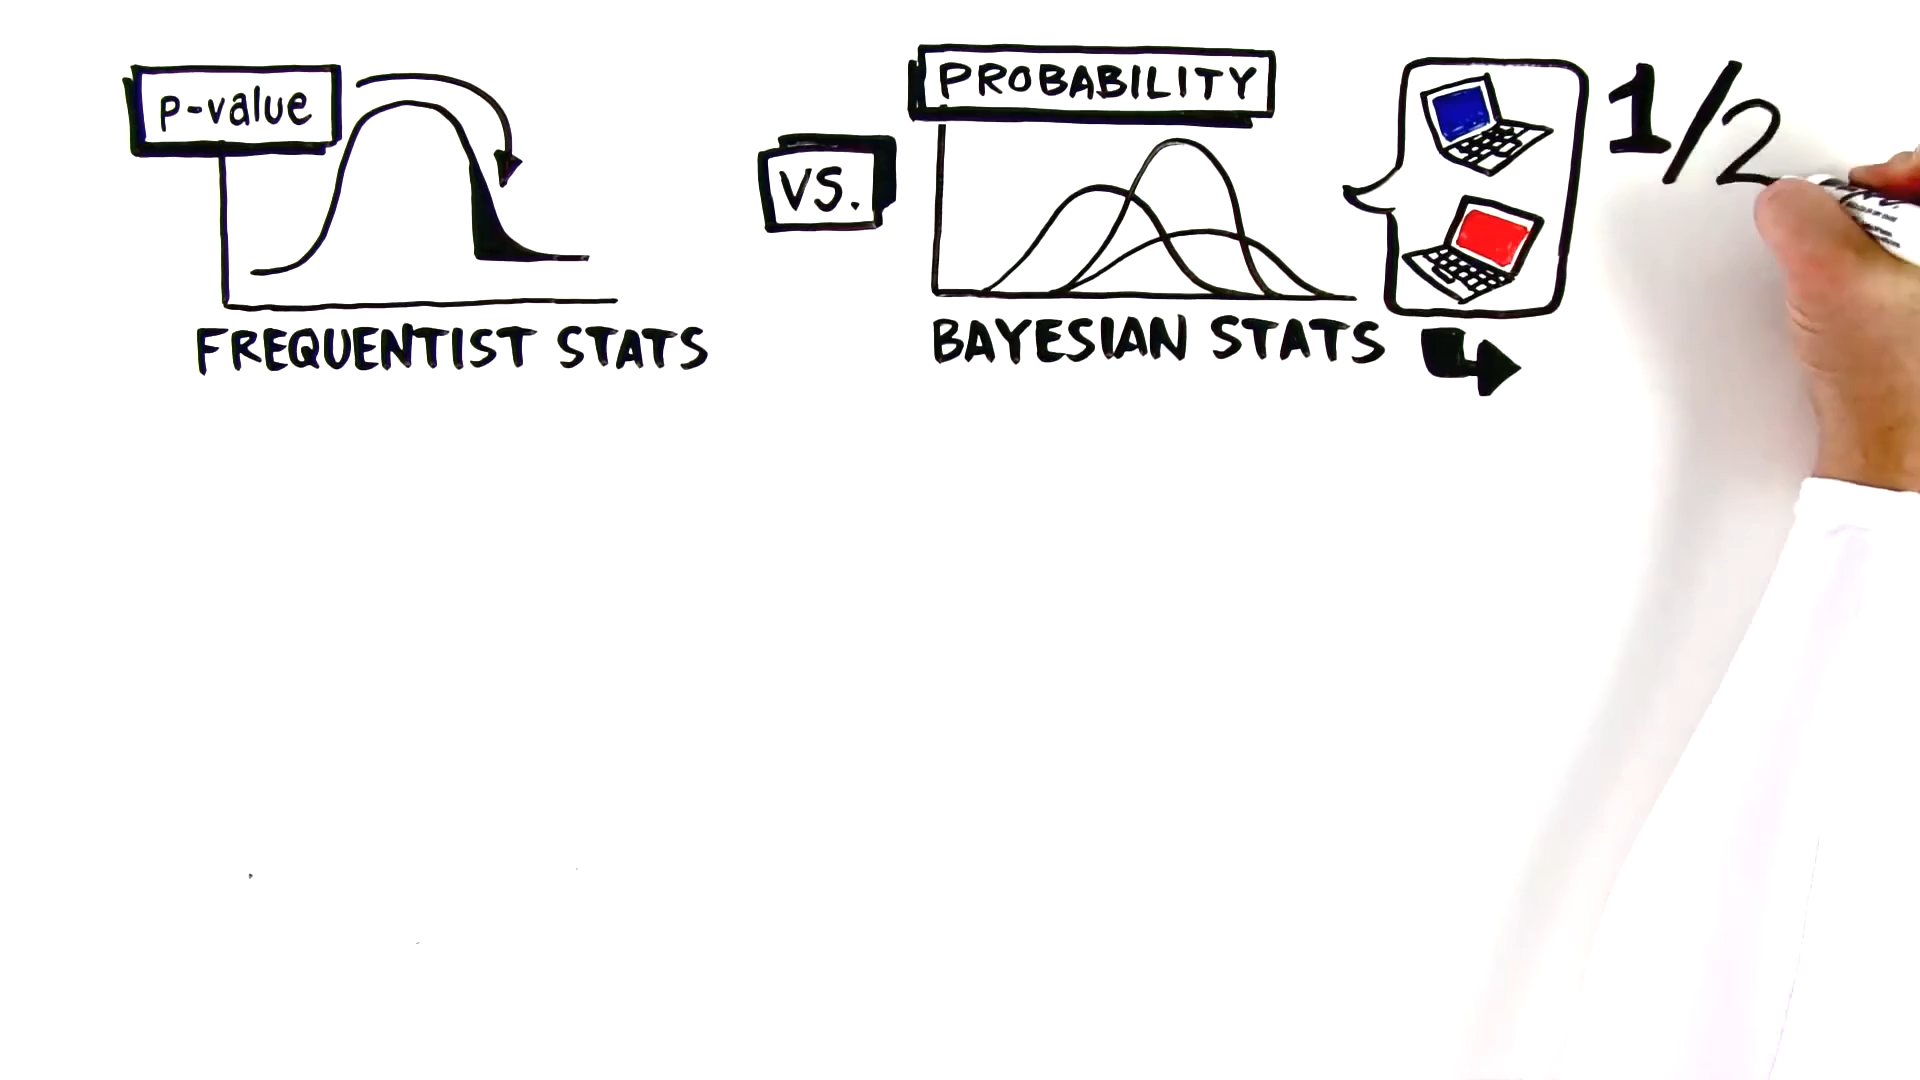 p-value
FREQUENTIST STATS
VS.
PROBABILITY
BAYESIAN STATS
1/2